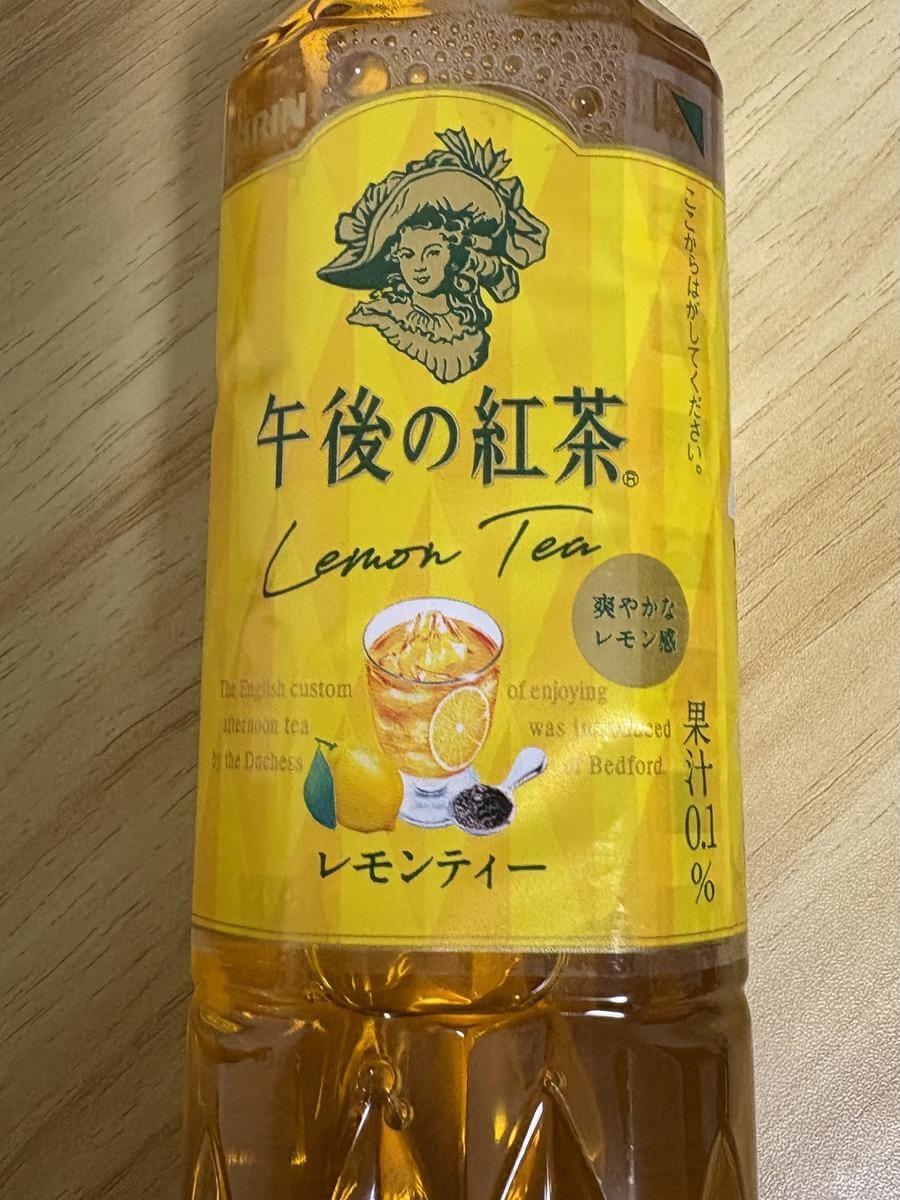 KIRIN
ここからはがしてください。
午後の紅茶®
Lemon Tea
爽やかな
レモン感
The English custom of enjoying
afternoon tea was introduced
by the Duchess of Bedford.
果汁0.1%
レモンティー